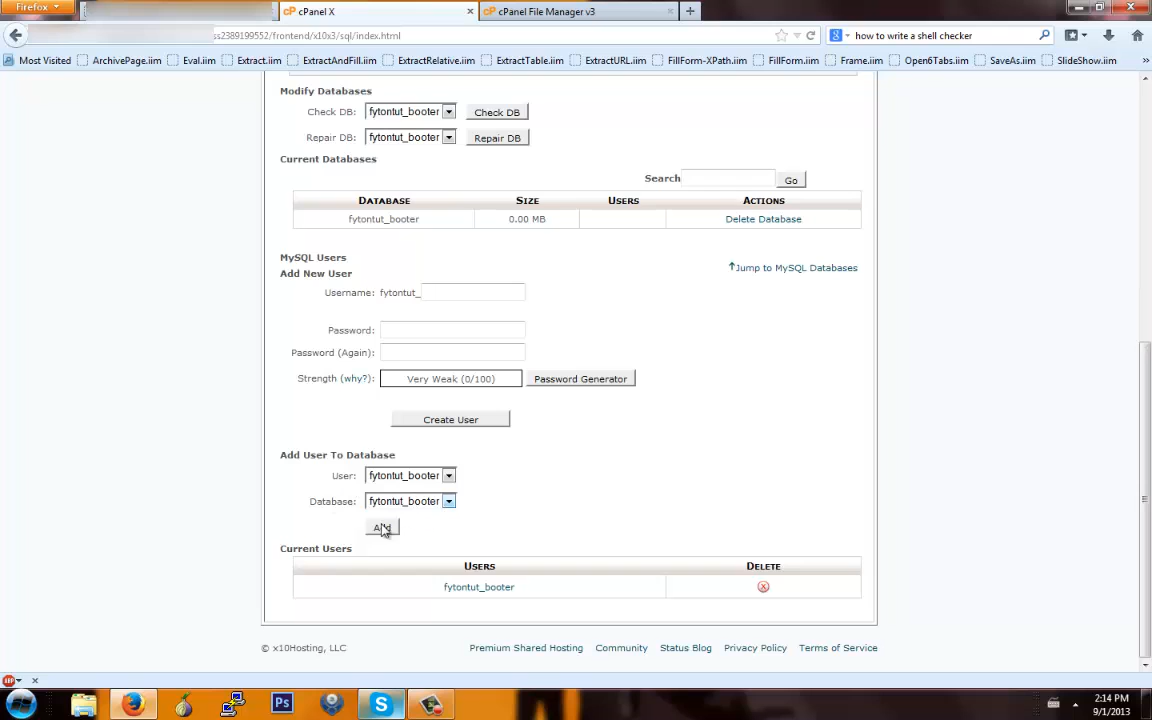 Firefox
cPanel X
cPanel File Manager v3
ss2389199552/frontend/x10x3/sql/index.html
how to write a shell checker
Most Visited ArchivePage.iim Eval.iim Extract.iim ExtractAndFill.iim ExtractRelative.iim ExtractTable.iim ExtractURL.iim FillForm-XPath.iim FillForm.iim Frame.iim Open6Tabs.iim SaveAs.iim SlideShow.iim
Modify Databases
Check DB: fytontut_booter Check DB
Repair DB: fytontut_booter Repair DB
Current Databases
Search Go
DATABASE SIZE USERS ACTIONS
fytontut_booter 0.00 MB Delete Database
MySQL Users
Jump to MySQL Databases
Add New User
Username: fytontut_
Password:
Password (Again):
Strength (why?): Very Weak (0/100) Password Generator
Create User
Add User To Database
User: fytontut_booter
Database: fytontut_booter
Add
Current Users
USERS DELETE
fytontut_booter
© x10Hosting, LLC Premium Shared Hosting Community Status Blog Privacy Policy Terms of Service
2:14 PM
9/1/2013